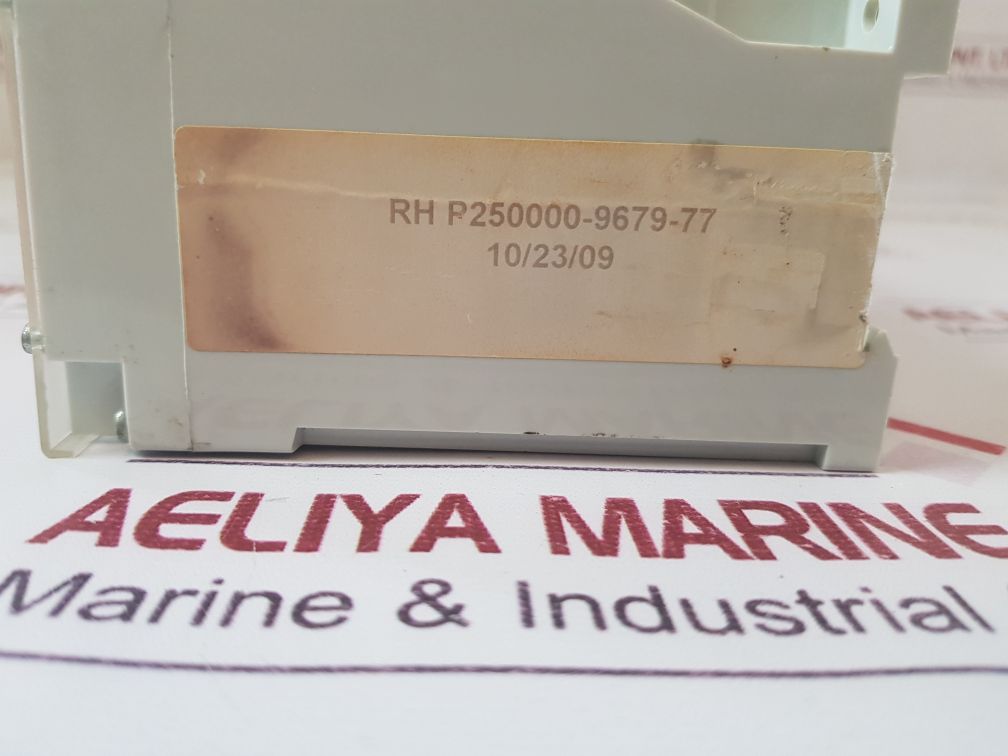 RH P250000-9679-77
10/23/09
AELIYA MARINE
Marine & Industrial